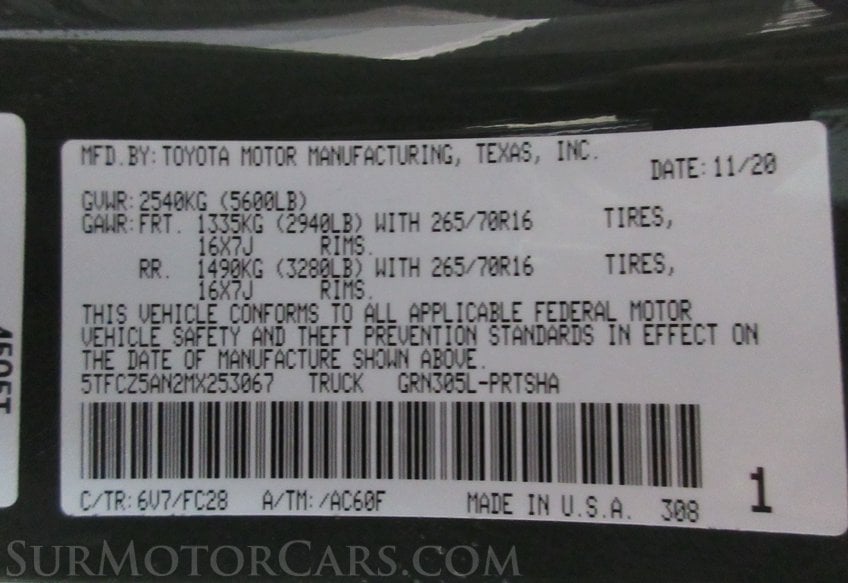 MFD.BY: TOYOTA MOTOR MANUFACTURING, TEXAS, INC.
DATE: 11/20
GVWR: 2540KG (5600LB)
GAWR: FRT. 1335KG (2940LB) WITH 265/70R16 TIRES,
16X7J RIMS.
RR. 1490KG (3280LB) WITH 265/70R16 TIRES,
16X7J RIMS.
THIS VEHICLE CONFORMS TO ALL APPLICABLE FEDERAL MOTOR
VEHICLE SAFETY AND THEFT PREVENTION STANDARDS IN EFFECT ON
THE DATE OF MANUFACTURE SHOWN ABOVE.
5TFCZ5AN2MX253067 TRUCK GRN305L-PRTSHA
C/TR: 6V7/FC28 A/TM: /AC60F MADE IN U.S.A. 308 1
SURMOTORCARS.COM